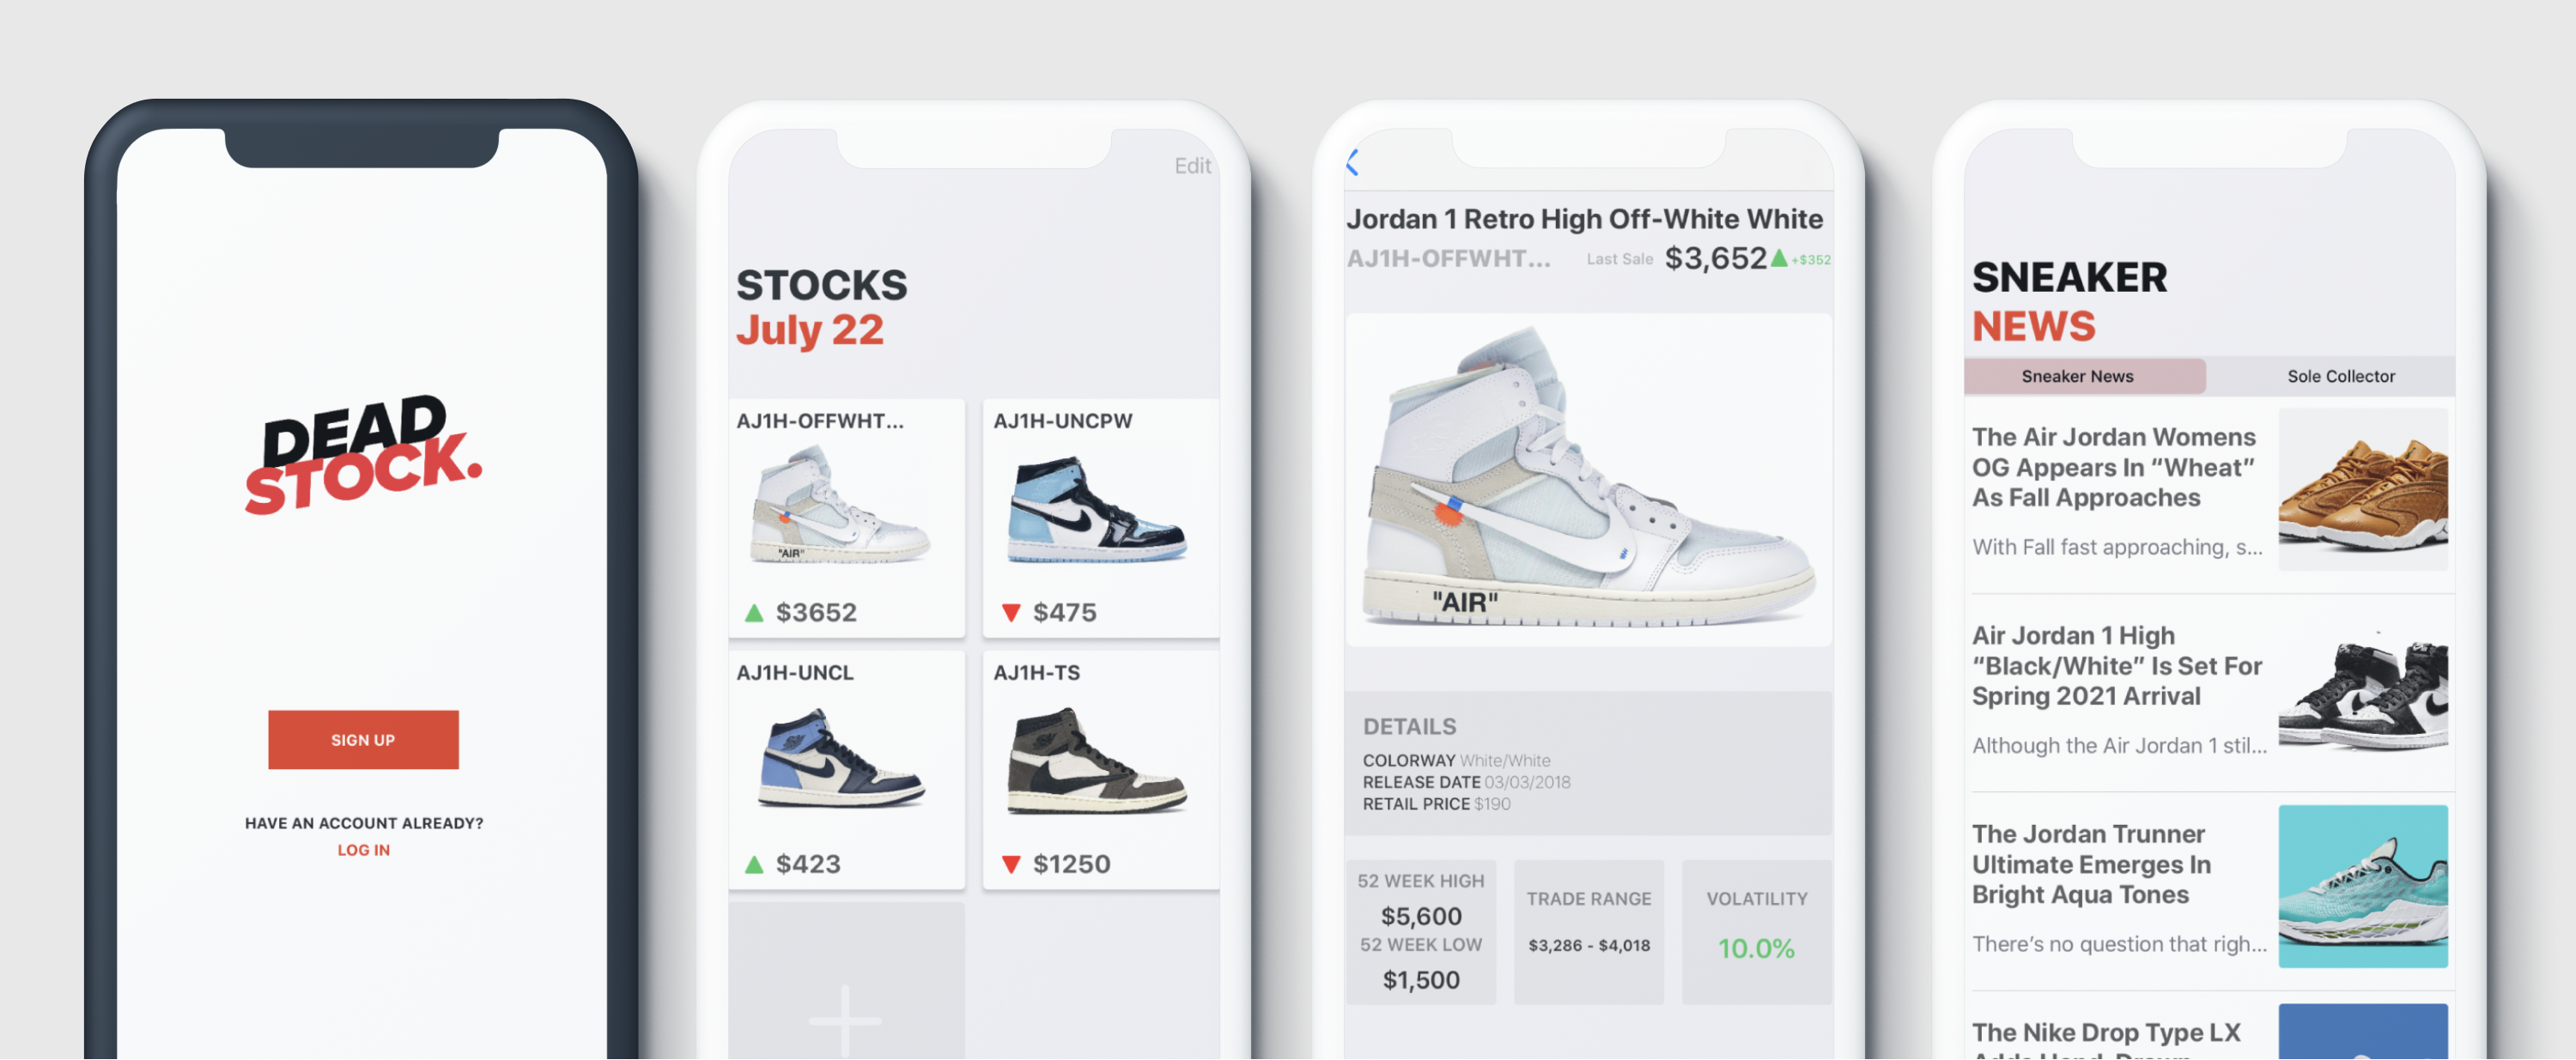 DEAD
STOCK.
SIGN UP
HAVE AN ACCOUNT ALREADY?
LOG IN
Edit
STOCKS
July 22
AJ1H-OFFWHT...
"AIR"
$3652
AJ1H-UNCPW
$475
AJ1H-UNCL
$423
AJ1H-TS
$1250
Jordan 1 Retro High Off-White White
AJ1H-OFFWHT... Last Sale $3,652 +$352
"AIR"
DETAILS
COLORWAY White/White
RELEASE DATE 03/03/2018
RETAIL PRICE $190
52 WEEK HIGH
$5,600
52 WEEK LOW
$1,500
TRADE RANGE
$3,286 - $4,018
VOLATILITY
10.0%
SNEAKER
NEWS
Sneaker News
Sole Collector
The Air Jordan Womens
OG Appears In “Wheat”
As Fall Approaches
With Fall fast approaching, s...
Air Jordan 1 High
“Black/White” Is Set For
Spring 2021 Arrival
Although the Air Jordan 1 stil...
The Jordan Trunner
Ultimate Emerges In
Bright Aqua Tones
There’s no question that righ...
The Nike Drop Type LX